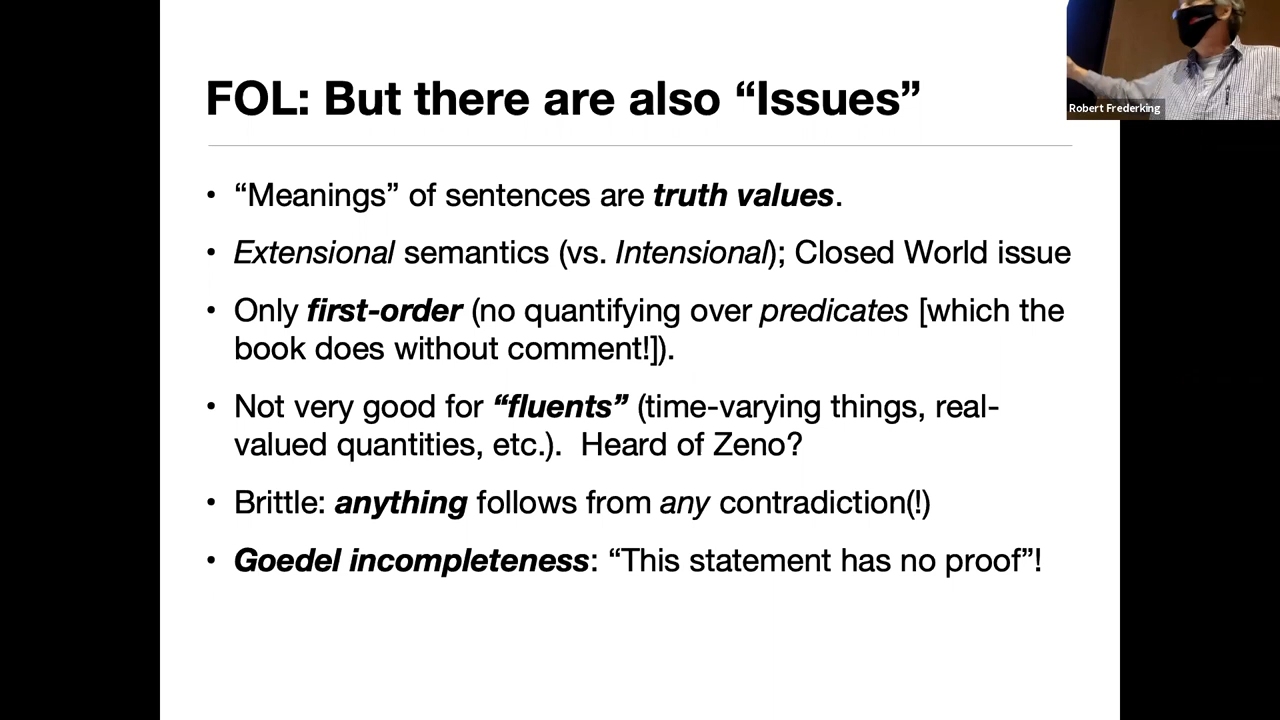 FOL: But there are also “Issues”
Robert Frederking
• “Meanings” of sentences are truth values.
• Extensional semantics (vs. Intensional); Closed World issue
• Only first-order (no quantifying over predicates [which the
book does without comment!]).
• Not very good for “fluents” (time-varying things, real-
valued quantities, etc.).  Heard of Zeno?
• Brittle: anything follows from any contradiction(!)
• Goedel incompleteness: “This statement has no proof”!